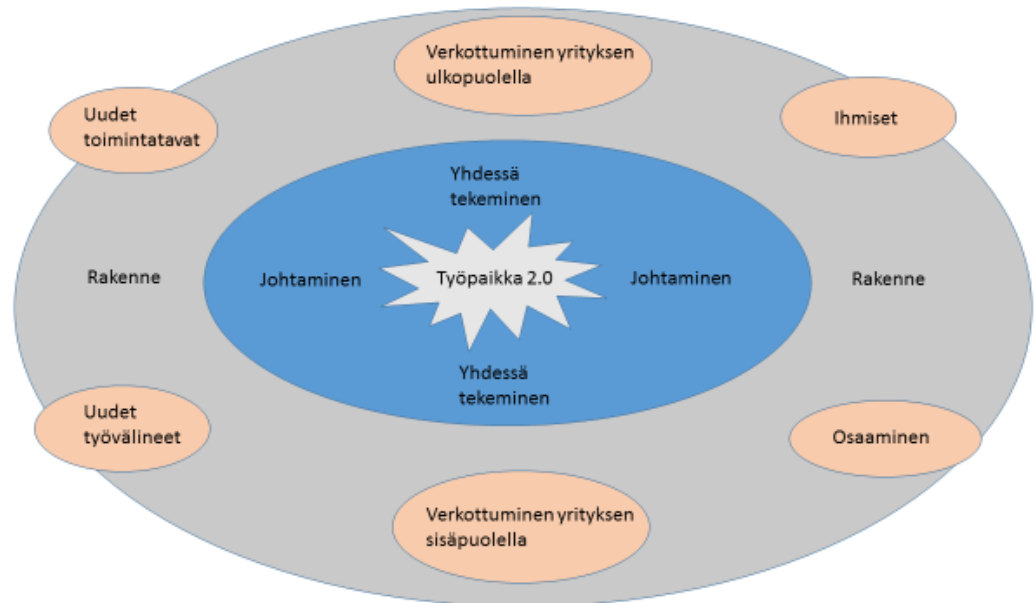 Verkottuminen yrityksen
ulkopuolella
Uudet
toimintatavat
Ihmiset
Yhdessä
tekeminen
Rakenne
Johtaminen
Työpaikka 2.0
Johtaminen
Rakenne
Yhdessä
tekeminen
Uudet
työvälineet
Osaaminen
Verkottuminen yrityksen
sisäpuolella